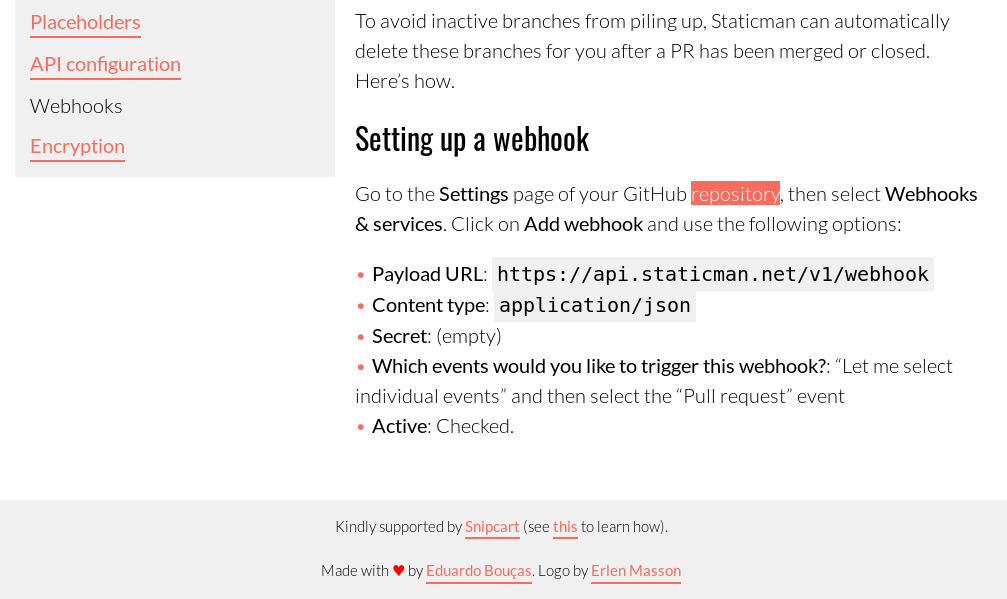 Placeholders
API configuration
Webhooks
Encryption
To avoid inactive branches from piling up, Staticman can automatically
delete these branches for you after a PR has been merged or closed.
Here’s how.
Setting up a webhook
Go to the Settings page of your GitHub repository, then select Webhooks
& services. Click on Add webhook and use the following options:
• Payload URL: https://api.staticman.net/v1/webhook
• Content type: application/json
• Secret: (empty)
• Which events would you like to trigger this webhook?: “Let me select
individual events” and then select the “Pull request” event
• Active: Checked.
Kindly supported by Snipcart (see this to learn how).
Made with ♥ by Eduardo Bouças. Logo by Erlen Masson